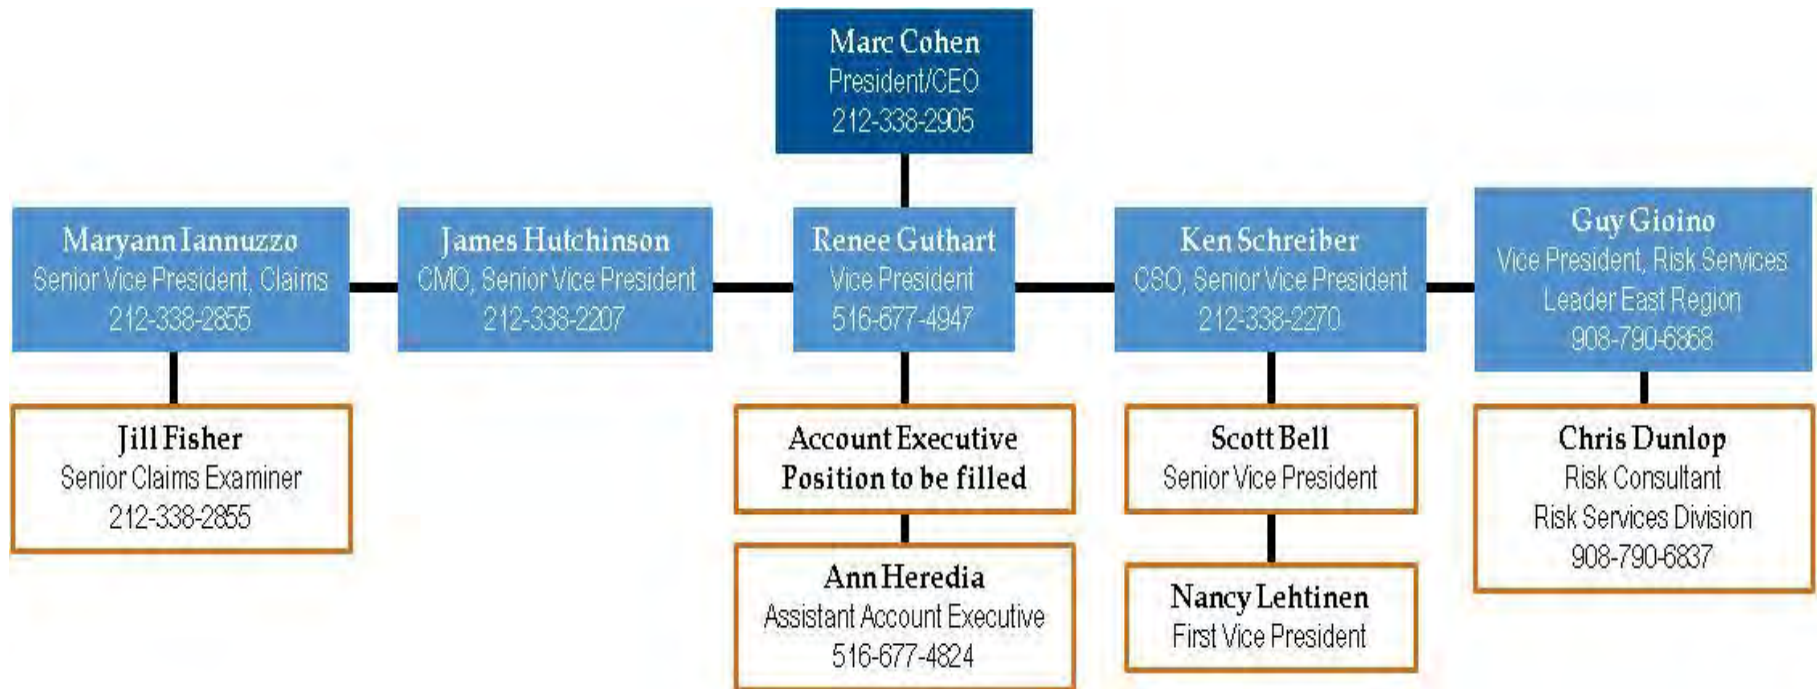 Marc Cohen
President/CEO
212-338-2905
Maryann Iannuzzo
Senior Vice President, Claims
212-338-2855
James Hutchinson
CMO, Senior Vice President
212-338-2207
Renee Guthart
Vice President
516-677-4947
Ken Schreiber
CSO, Senior Vice President
212-338-2270
Guy Gioino
Vice President, Risk Services
Leader East Region
908-790-6868
Jill Fisher
Senior Claims Examiner
212-338-2855
Account Executive
Position to be filled
Ann Heredia
Assistant Account Executive
516-677-4824
Scott Bell
Senior Vice President
Nancy Lehtinen
First Vice President
Chris Dunlop
Risk Consultant
Risk Services Division
908-790-6837